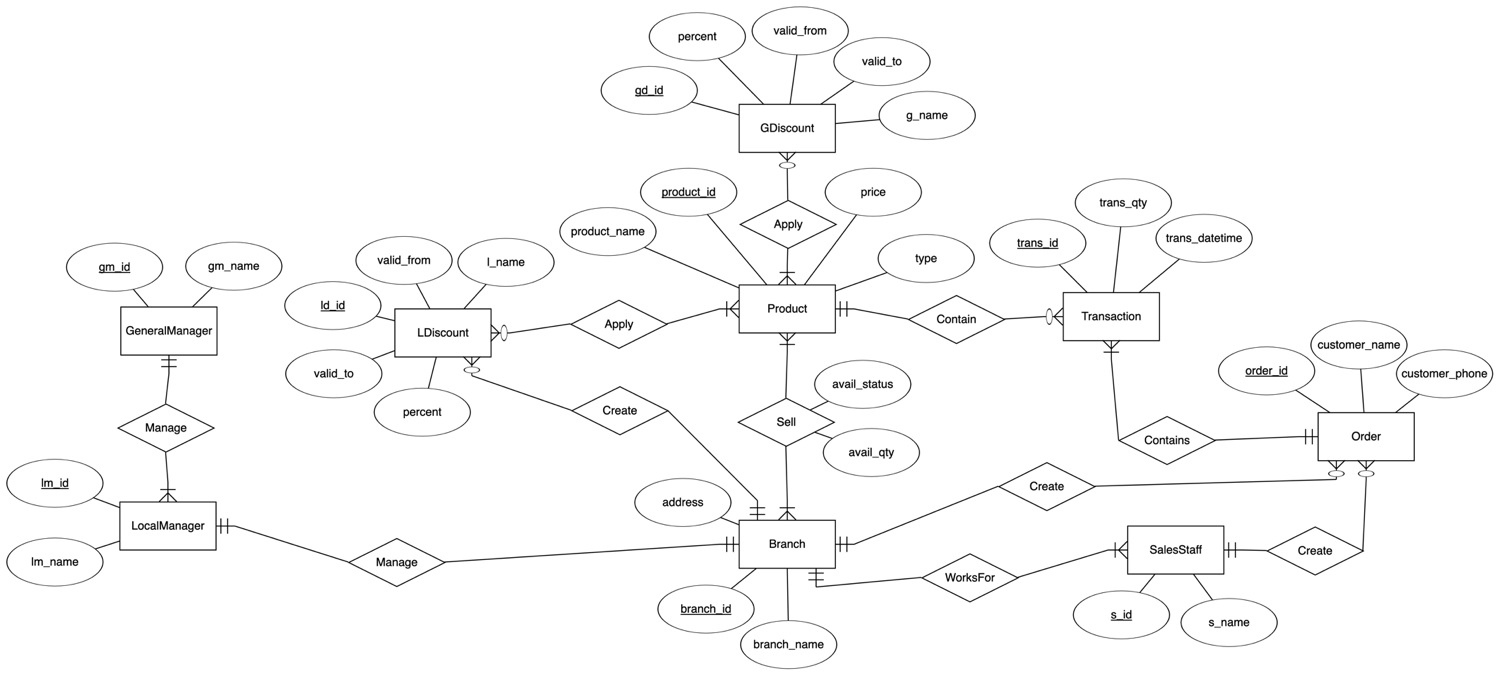 valid_from
percent
valid_to
gd_id
g_name
GDiscount
product_id
price
trans_qty
Apply
product_name
trans_id
trans_datetime
valid_from
l_name
type
gm_id
gm_name
ld_id
Product
Transaction
GeneralManager
LDiscount
Apply
Contain
customer_name
order_id
customer_phone
valid_to
avail_status
percent
Create
Sell
Manage
Order
Contains
avail_qty
lm_id
Create
address
LocalManager
Branch
SalesStaff
Create
lm_name
Manage
WorksFor
branch_id
s_id
s_name
branch_name